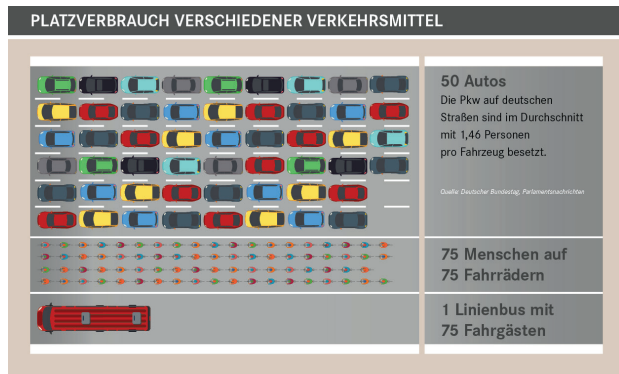 PLATZVERBRAUCH VERSCHIEDENER VERKEHRSMITTEL
50 Autos
Die Pkw auf deutschen
Straßen sind im Durchschnitt
mit 1,46 Personen
pro Fahrzeug besetzt.
Quelle: Deutscher Bundestag, Parlamentsnachrichten
75 Menschen auf
75 Fahrrädern
1 Linienbus mit
75 Fahrgästen